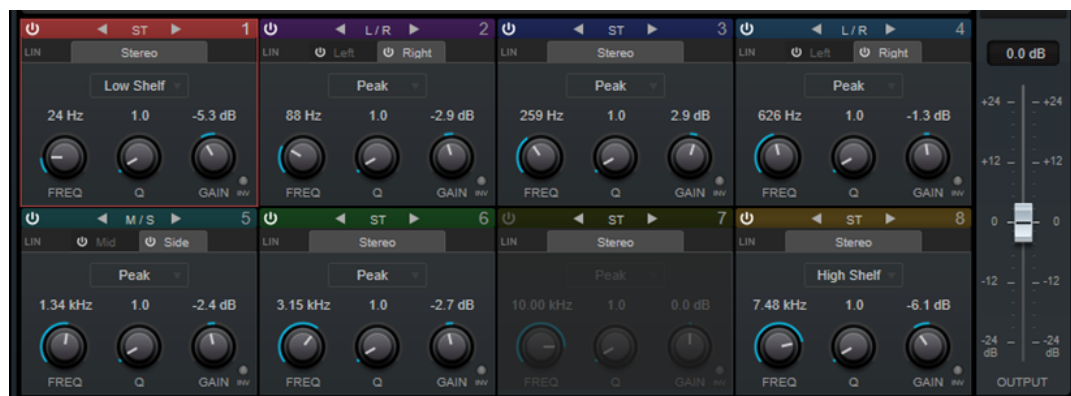 ST 1 L / R 2 ST 3 L / R 4
LIN Stereo LIN Left Right LIN Stereo LIN Left Right
0.0 dB
Low Shelf Peak Peak Peak
+24 +24
24 Hz 1.0 -5.3 dB 88 Hz 1.0 -2.9 dB 259 Hz 1.0 2.9 dB 626 Hz 1.0 -1.3 dB
+12 +12
FREQ Q GAIN INV FREQ Q GAIN INV FREQ Q GAIN INV FREQ Q GAIN INV
M / S 5 ST 6 ST 7 ST 8
0 0
LIN Mid Side LIN Stereo LIN Stereo LIN Stereo
Peak Peak Peak High Shelf
-12 -12
1.34 kHz 1.0 -2.4 dB 3.15 kHz 1.0 -2.7 dB 10.00 kHz 1.0 0.0 dB 7.48 kHz 1.0 -6.1 dB
-24 -24
dB dB
FREQ Q GAIN INV FREQ Q GAIN INV FREQ Q GAIN INV FREQ Q GAIN INV
OUTPUT